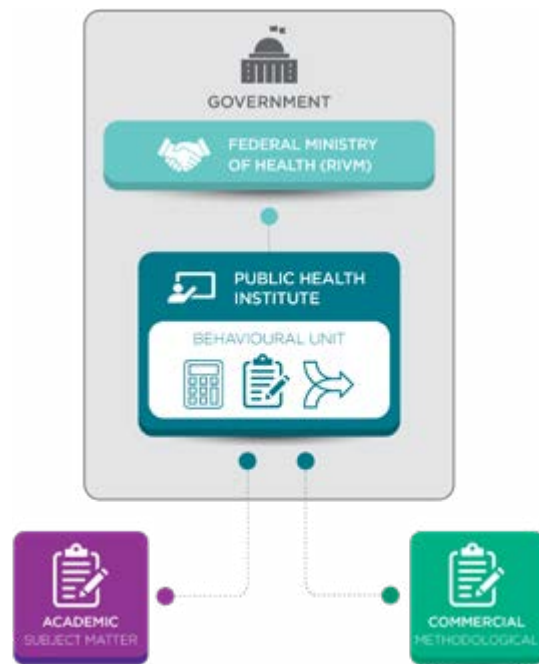 GOVERNMENT
FEDERAL MINISTRY
OF HEALTH (RIVM)
PUBLIC HEALTH
INSTITUTE
BEHAVIOURAL UNIT
ACADEMIC
SUBJECT MATTER
COMMERCIAL
METHODOLOGICAL